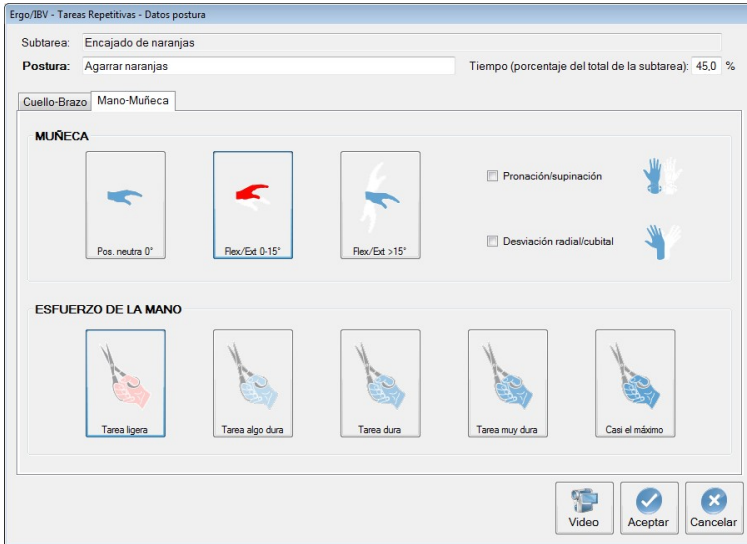 Ergo/IBV - Tareas Repetitivas - Datos postura
Subtarea: Encajado de naranjas
Postura: Agarrar naranjas Tiempo (porcentaje del total de la subtarea): 45,0 %
Cuello-Brazo Mano-Muñeca
MUÑECA
Pronación/supinación
Desviación radial/cubital
Pos. neutra 0° Flex/Ext 0-15° Flex/Ext >15°
ESFUERZO DE LA MANO
Tarea ligera Tarea algo dura Tarea dura Tarea muy dura Casi el máximo
Video Aceptar Cancelar